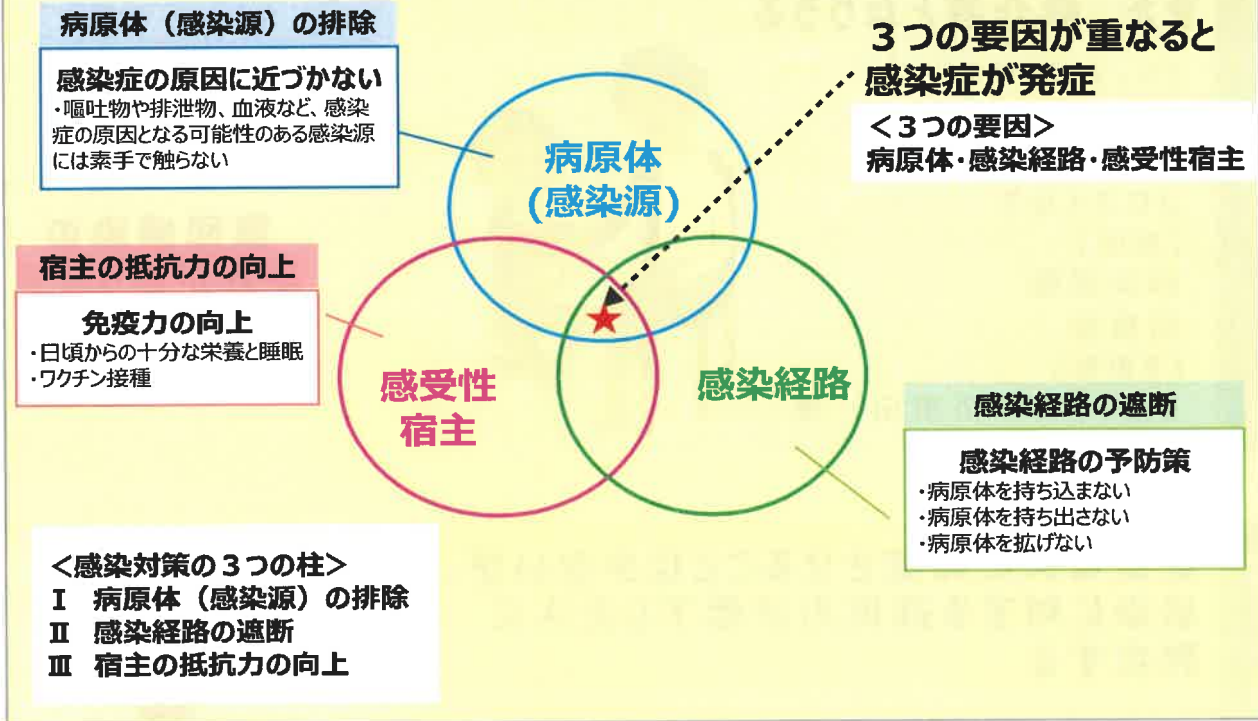 病原体（感染源）の排除
感染症の原因に近づかない
・嘔吐物や排泄物、血液など、感染
症の原因となる可能性のある感染源
には素手で触らない
３つの要因が重なると
感染症が発症
＜３つの要因＞
病原体・感染経路・感受性宿主
病原体
(感染源)
宿主の抵抗力の向上
免疫力の向上
・日頃からの十分な栄養と睡眠
・ワクチン接種
感受性
宿主
感染経路
感染経路の遮断
感染経路の予防策
・病原体を持ち込まない
・病原体を持ち出さない
・病原体を拡げない
＜感染対策の３つの柱＞
Ⅰ 病原体（感染源）の排除
Ⅱ 感染経路の遮断
Ⅲ 宿主の抵抗力の向上